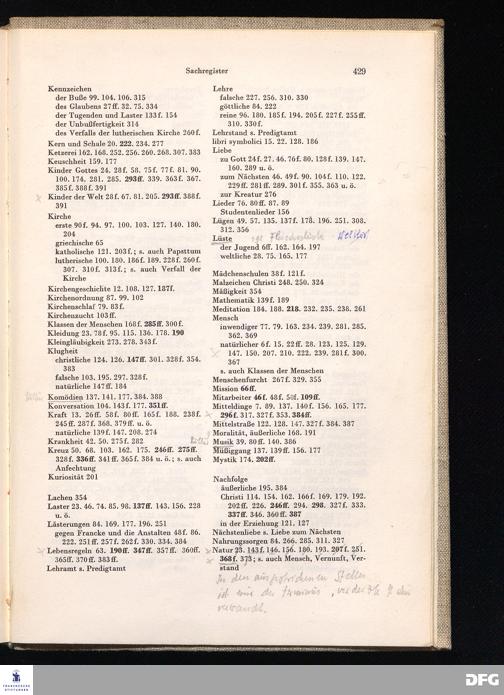 Sachregister 429
Kennzeichen
der Buße 99. 104. 106. 315
des Glaubens 27ff. 32. 75. 334
der Tugenden und Laster 133f. 154
der Unbußfertigkeit 314
des Verfalls der lutherischen Kirche 260f.
Kern und Schale 20. 222. 234. 277
Ketzerei 162. 168. 252. 256. 260. 268. 307. 383
Keuschheit 159. 177
Kinder Gottes 24. 28f. 58. 75f. 77f. 81. 90.
100. 174. 281. 285. 293ff. 339. 363f. 367.
385f. 388f. 391
Kinder der Welt 28f. 67. 81. 205. 293ff. 388f.
391
Kirche
erste 90f. 94. 97. 100. 103. 127. 140. 180.
204
griechische 65
katholische 121. 203f.; s. auch Papsttum
lutherische 100. 180. 186f. 189. 228f. 260f.
307. 310f. 313f.; s. auch Verfall der
Kirche
Kirchengeschichte 12. 108. 127. 187f.
Kirchenordnung 87. 99. 102
Kirchenschlaf 79. 83f.
Kirchenzucht 103ff.
Klassen der Menschen 168f. 285ff. 300f.
Kleidung 23. 78f. 95. 115. 136. 178. 190
Kleingläubigkeit 273. 278. 343f.
Klugheit
christliche 124. 126. 147ff. 301. 328f. 354.
383
falsche 103. 195. 297. 328f.
natürliche 147ff. 184
Komödien 137. 141. 177. 384. 388
Konversation 104. 143f. 177. 351ff.
Kraft 13. 26ff. 58f. 80ff. 165f. 188. 238f.
245ff. 287f. 368. 379ff. u. ö.
natürliche 139f. 147. 208. 274
Krankheit 42. 50. 275f. 282
Kreuz 50. 68. 103. 162. 175. 246ff. 275ff.
328f. 336ff. 341ff. 365f. 384 u. ö.; s. auch
Anfechtung
Kuriosität 201
Lachen 354
Laster 23. 46. 74. 85. 98. 137ff. 143. 156. 228
u. ö.
Lästerungen 84. 169. 177. 196. 251
gegen Francke und die Anstalten 48f. 86.
222. 251ff. 257f. 262f. 330. 334. 384
Lebensregeln 63. 190ff. 347ff. 357ff. 360ff.
365ff. 370ff. 383ff.
Lehramt s. Predigtamt
Lehre
falsche 227. 256. 310. 330
göttliche 84. 222
reine 96. 180. 185f. 194. 205f. 227f. 255ff.
310. 330f.
Lehrstand s. Predigtamt
libri symbolici 15. 22. 128. 186
Liebe
zu Gott 24f. 27. 46. 76f. 80. 128f. 139. 147.
160. 289 u. ö.
zum Nächsten 46. 49f. 90. 104f. 110. 122.
229ff. 281ff. 289. 301f. 355. 363 u. ö.
zur Kreatur 276
Lieder 76. 80ff. 87. 89
Studentenlieder 156
Lügen 49. 57. 135. 137f. 178. 196. 251. 308.
312. 356
Lüste
der Jugend 6ff. 162. 164. 197
weltliche 28. 75. 165. 177
Mädchenschulen 38f. 121f.
Malzeichen Christi 248. 250. 324
Mäßigkeit 354
Mathematik 139f. 189
Meditation 184. 188. 218. 232. 235. 238. 261
Mensch
inwendiger 77. 79. 163. 234. 239. 281. 285.
362. 369
natürlicher 6f. 15. 22ff. 28. 123. 125. 129.
147. 150. 207. 210. 222. 239. 281f. 300.
367
s. auch Klassen der Menschen
Menschenfurcht 267f. 329. 355
Mission 66ff.
Mitarbeiter 46f. 48f. 50f. 109ff.
Mitteldinge 7. 89. 137. 140f. 156. 165. 177.
296f. 317. 327f. 353. 384ff.
Mittelstraße 122. 128. 147. 327f. 384. 387
Moralität, äußerliche 168. 191
Musik 39. 80ff. 140. 386
Müßiggang 137. 139ff. 156. 177
Mystik 174. 202ff.
Nachfolge
äußerliche 195. 384
Christi 114. 154. 162. 166f. 169. 179. 192.
202ff. 226. 246ff. 294. 298. 327f. 333.
337ff. 346. 360ff. 387
in der Erziehung 121. 127
Nächstenliebe s. Liebe zum Nächsten
Nahrungssorgen 84. 266. 285. 311. 327
Natur 23. 143f. 146. 156. 180. 193. 207f. 251.
368f. 373; s. auch Mensch, Vernunft, Ver-
stand
In den
DFG